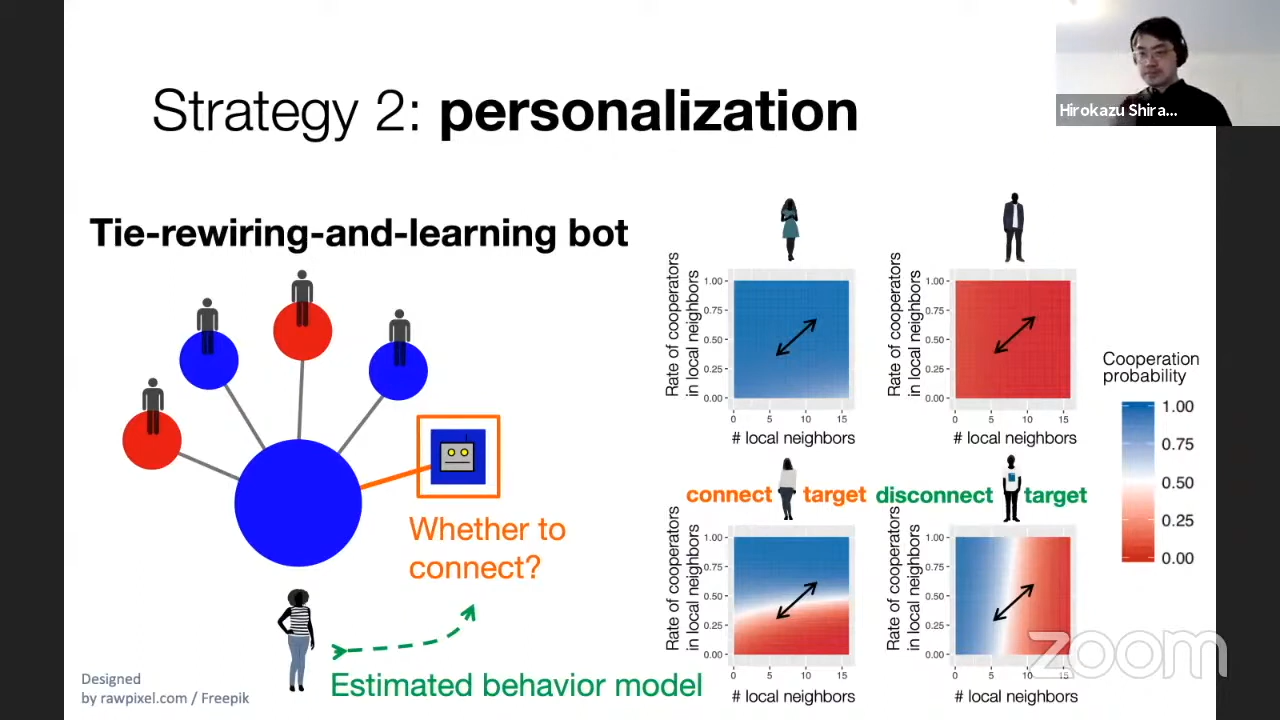 Hirokazu Shira...
Strategy 2: personalization
Tie-rewiring-and-learning bot
Whether to
connect?
Estimated behavior model
Designed
by rawpixel.com / Freepik
Rate of cooperators
in local neighbors
1.00
0.75
0.50
0.25
0.00
0
5
10
15
# local neighbors
Rate of cooperators
in local neighbors
1.00
0.75
0.50
0.25
0.00
0
5
10
15
# local neighbors
connect target
Rate of cooperators
in local neighbors
1.00
0.75
0.50
0.25
0.00
0
5
10
15
# local neighbors
disconnect target
Rate of cooperators
in local neighbors
1.00
0.75
0.50
0.25
0.00
0
5
10
15
# local neighbors
Cooperation
probability
1.00
0.75
0.50
0.25
0.00
zoom